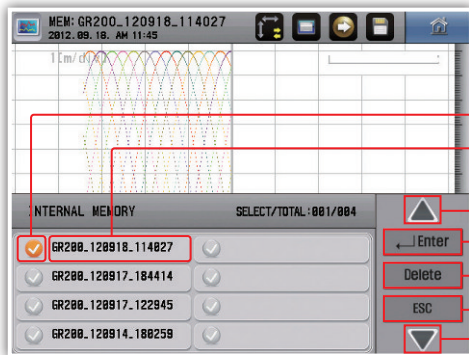 MEM:GR200_120918_114027
2012.09.18. AM 11:45
1[m/div]
INTERNAL MEMORY SELECT/TOTAL:001/004
GR200_120918_114027
GR200_120917_184414
GR200_120917_122945
GR200_120914_180259
Enter
Delete
ESC